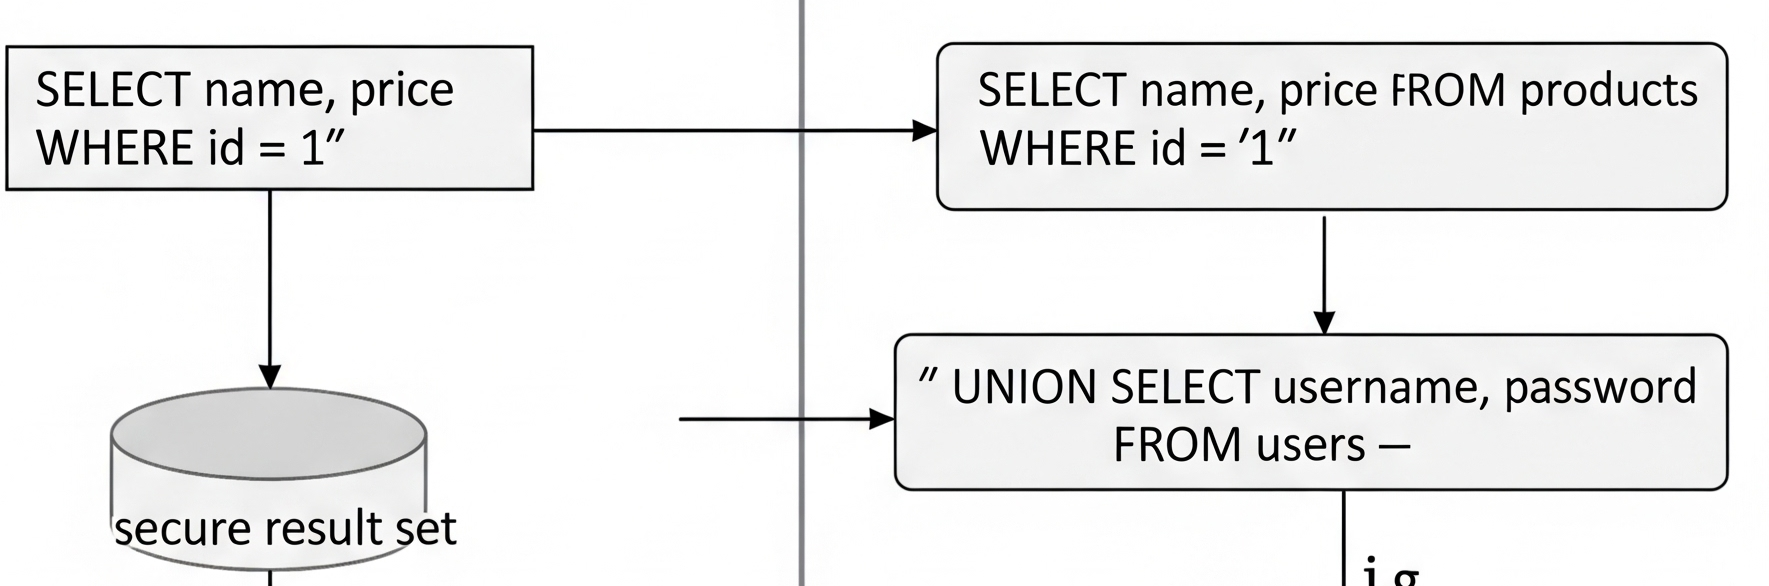 SELECT name, price
WHERE id = 1″
SELECT name, price FROM products
WHERE id = ′1″
″ UNION SELECT username, password
FROM users —
secure result set